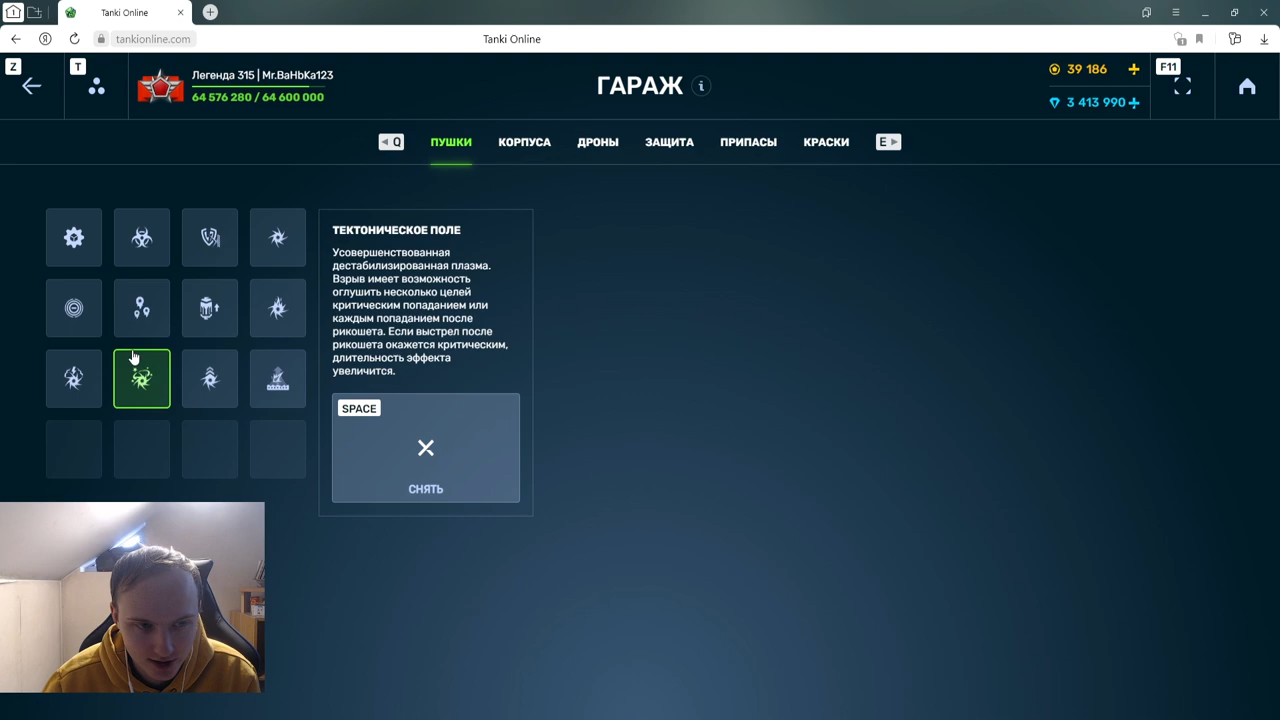 Tanki Online
tankionline.com
Tanki Online
Z
T
Легенда 315 | Mr.BaHbKa123
64 576 280 / 64 600 000
ГАРАЖ
i
39 186
3 413 990
F11
Q
ПУШКИ
КОРПУСА
ДРОНЫ
ЗАЩИТА
ПРИПАСЫ
КРАСКИ
E
ТЕКТОНИЧЕСКОЕ ПОЛЕ
Усовершенствованная
дестабилизированная плазма.
Взрыв имеет возможность
оглушить несколько целей
критическим попаданием или
каждым попаданием после
рикошета. Если выстрел после
рикошета окажется критическим,
длительность эффекта
увеличится.
SPACE
СНЯТЬ